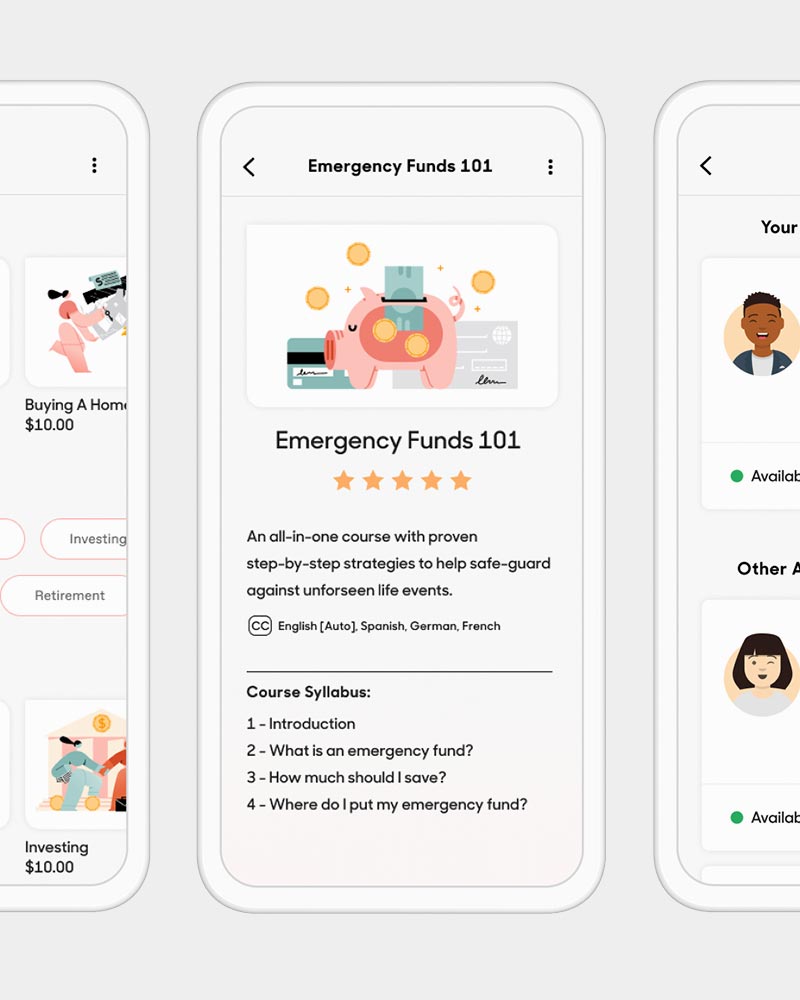 Buying A Home
$10.00
Investing
Retirement
$
Investing
$10.00
Emergency Funds 101
Emergency Funds 101
An all-in-one course with proven
step-by-step strategies to help safe-guard
against unforseen life events.
CC English [Auto], Spanish, German, French
Course Syllabus:
1 - Introduction
2 - What is an emergency fund?
3 - How much should I save?
4 - Where do I put my emergency fund?
Your
Other